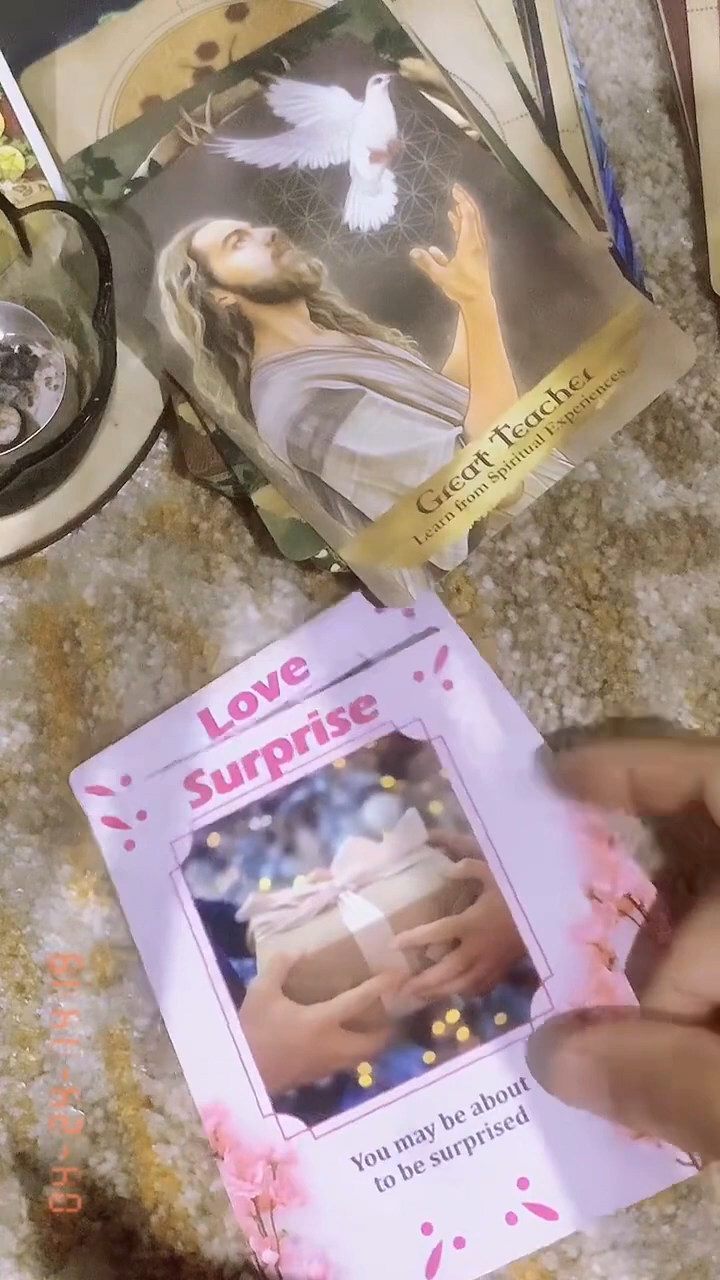 Great Teacher
Learn from Spiritual Experiences
Love
Surprise
You may be about
to be surprised